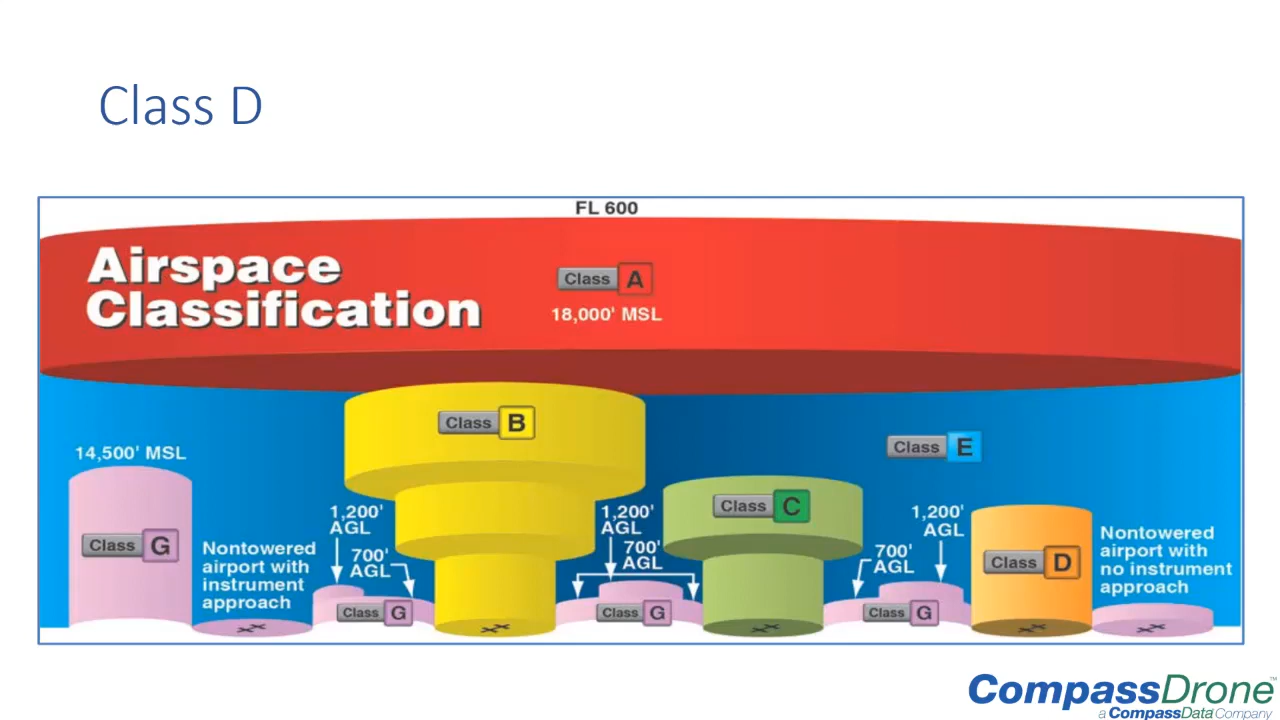 Class D
FL 600
Airspace
Classification
Class A
18,000' MSL
Class B
14,500' MSL
Class E
Class C
1,200'
AGL
1,200'
AGL
1,200'
AGL
Class G
Nontowered
airport with
instrument
approach
700'
AGL
700'
AGL
700'
AGL
Class D
Nontowered
airport with
no instrument
approach
Class G
Class G
Class G
CompassDrone™
a CompassData Company